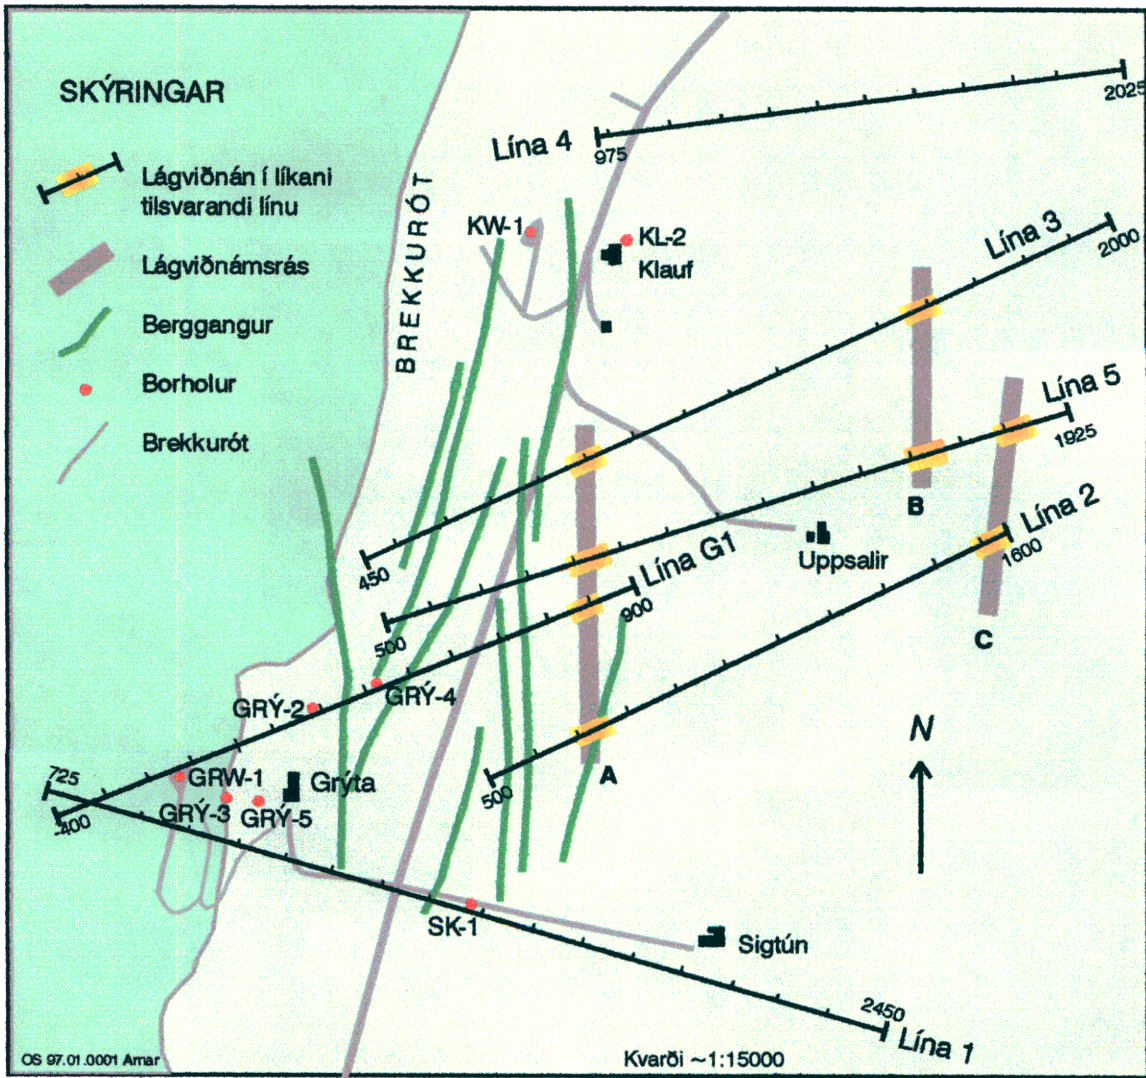 SKÝRINGAR
Lágviðnán í líkani
tilsvarandi línu
Lágviðnámsrás
Berggangur
Borholur
Brekkurót
BREKKURÓT
Lína 4
975
2025
KW-1
KL-2
Klauf
Lína 3
2000
Lína 5
1925
B
Lína 2
1600
Uppsalir
C
450
Lína G1
900
500
GRÝ-4
GRÝ-2
500
A
N
725
-400
GRW-1
Grýta
GRÝ-3
GRÝ-5
SK-1
Sigtún
2450
Lína 1
OS 97.01.0001 Arnar
Kvarði ~1:15000